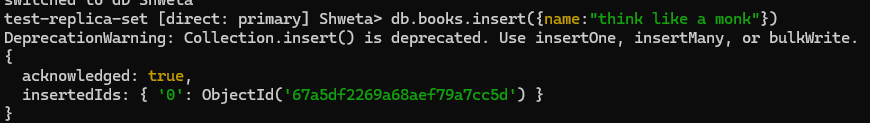 switched to db Shweta
test-replica-set [direct: primary] Shweta> db.books.insert({name:"think like a monk"})
DeprecationWarning: Collection.insert() is deprecated. Use insertOne, insertMany, or bulkWrite.
{
  acknowledged: true,
  insertedIds: { '0': ObjectId('67a5df2269a68aef79a7cc5d') }
}